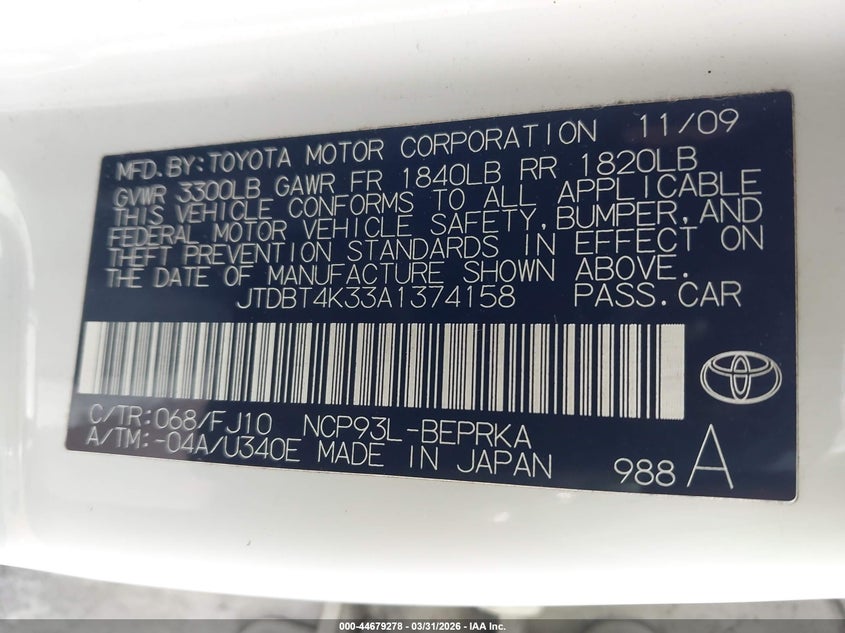 MFD.BY:TOYOTA MOTOR CORPORATION 11/09
GVWR 3300LB GAWR FR 1840LB RR 1820LB
THIS VEHICLE CONFORMS TO ALL APPLICABLE
FEDERAL MOTOR VEHICLE SAFETY,BUMPER,AND
THEFT PREVENTION STANDARDS IN EFFECT ON
THE DATE OF MANUFACTURE SHOWN ABOVE.
JTDBT4K33A1374158 PASS.CAR
C/TR:068/FJ10 NCP93L-BEPRKA
A/TM:-04A/U340E MADE IN JAPAN
988 A
000-44679278 - 03/31/2026 - IAA Inc.